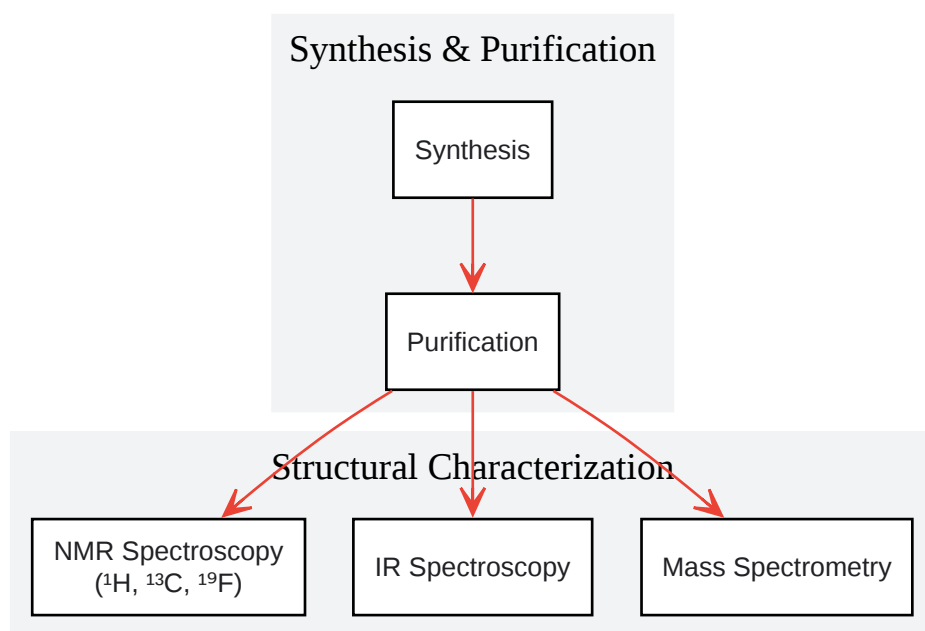 Synthesis & Purification
Synthesis
Purification
Structural Characterization
NMR Spectroscopy
(¹H, ¹³C, ¹⁹F)
IR Spectroscopy
Mass Spectrometry